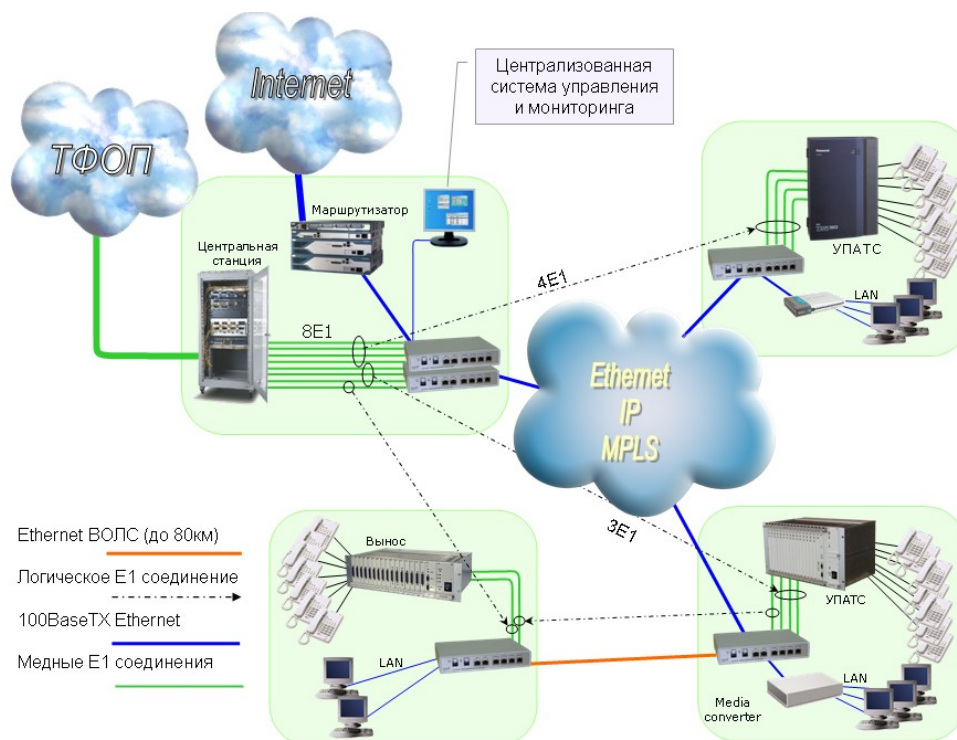 Internet
ТФОП
Централизованная
система управления
и мониторинга
Маршрутизатор
Центральная
станция
8E1
4E1
УПАТС
LAN
Ethernet
IP
MPLS
3E1
Ethernet ВОЛС (до 80км)
Логическое E1 соединение
100BaseTX Ethernet
Медные E1 соединения
Вынос
LAN
УПАТС
LAN
Media
converter